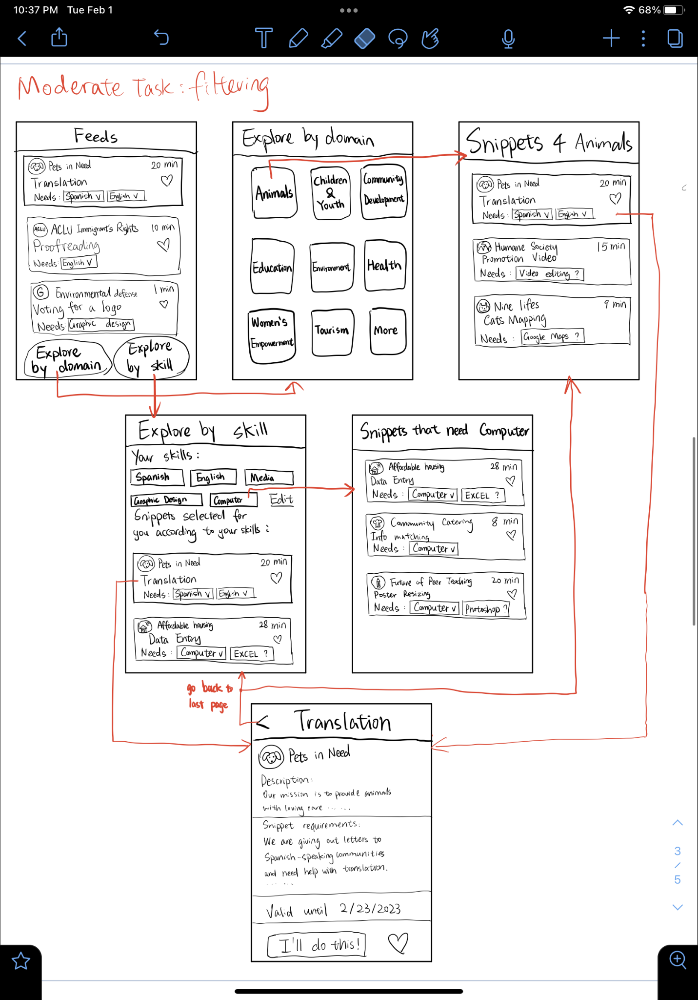 10:37 PM Tue Feb 1
68%
Moderate Task: filtering
Feeds
Pets in Need 20 min
Translation
Needs: Spanish ∨ English ∨
ACLU ACLU Immigrant's Rights 10 min
Proofreading
Needs: English ∨
G Environmental defense 1 min
Voting for a logo
Needs: Graphic design
Explore
by domain
Explore
by skill
Explore by domain
Animals
Children
&
Youth
Community
Development
Education
Environment
Health
Women's
Empowerment
Tourism
More
Snippets 4 Animals
Pets in Need 20 min
Translation
Needs: Spanish ∨ English ∨
Humane Society 15 min
Promotion Video
Needs: Video editing ?
Nine lifes 9 min
Cats Mapping
Needs: Google Maps ?
Explore by skill
Your skills:
Spanish English Media
Graphic Design Computer Edit
Snippets selected for
you according to your skills:
Pets in Need 20 min
Translation
Needs: Spanish ∨ English ∨
Affordable housing 28 min
Data Entry
Needs: Computer ∨ EXCEL ?
Snippets that need Computer
Affordable housing 28 min
Data Entry
Needs: Computer ∨ EXCEL ?
Community Catering 8 min
Info matching
Needs: Computer ∨
Future of Peer Teaching 20 min
Poster Resizing
Needs: Computer ∨ Photoshop ?
go back to
last page
< Translation
Pets in Need
Description:
Our mission is to provide animals
with loving care ......
Snippet requirements:
We are giving out letters to
Spanish-speaking communities
and need help with translation.
......
Valid until 2/23/2023
I'll do this!
3
/
5